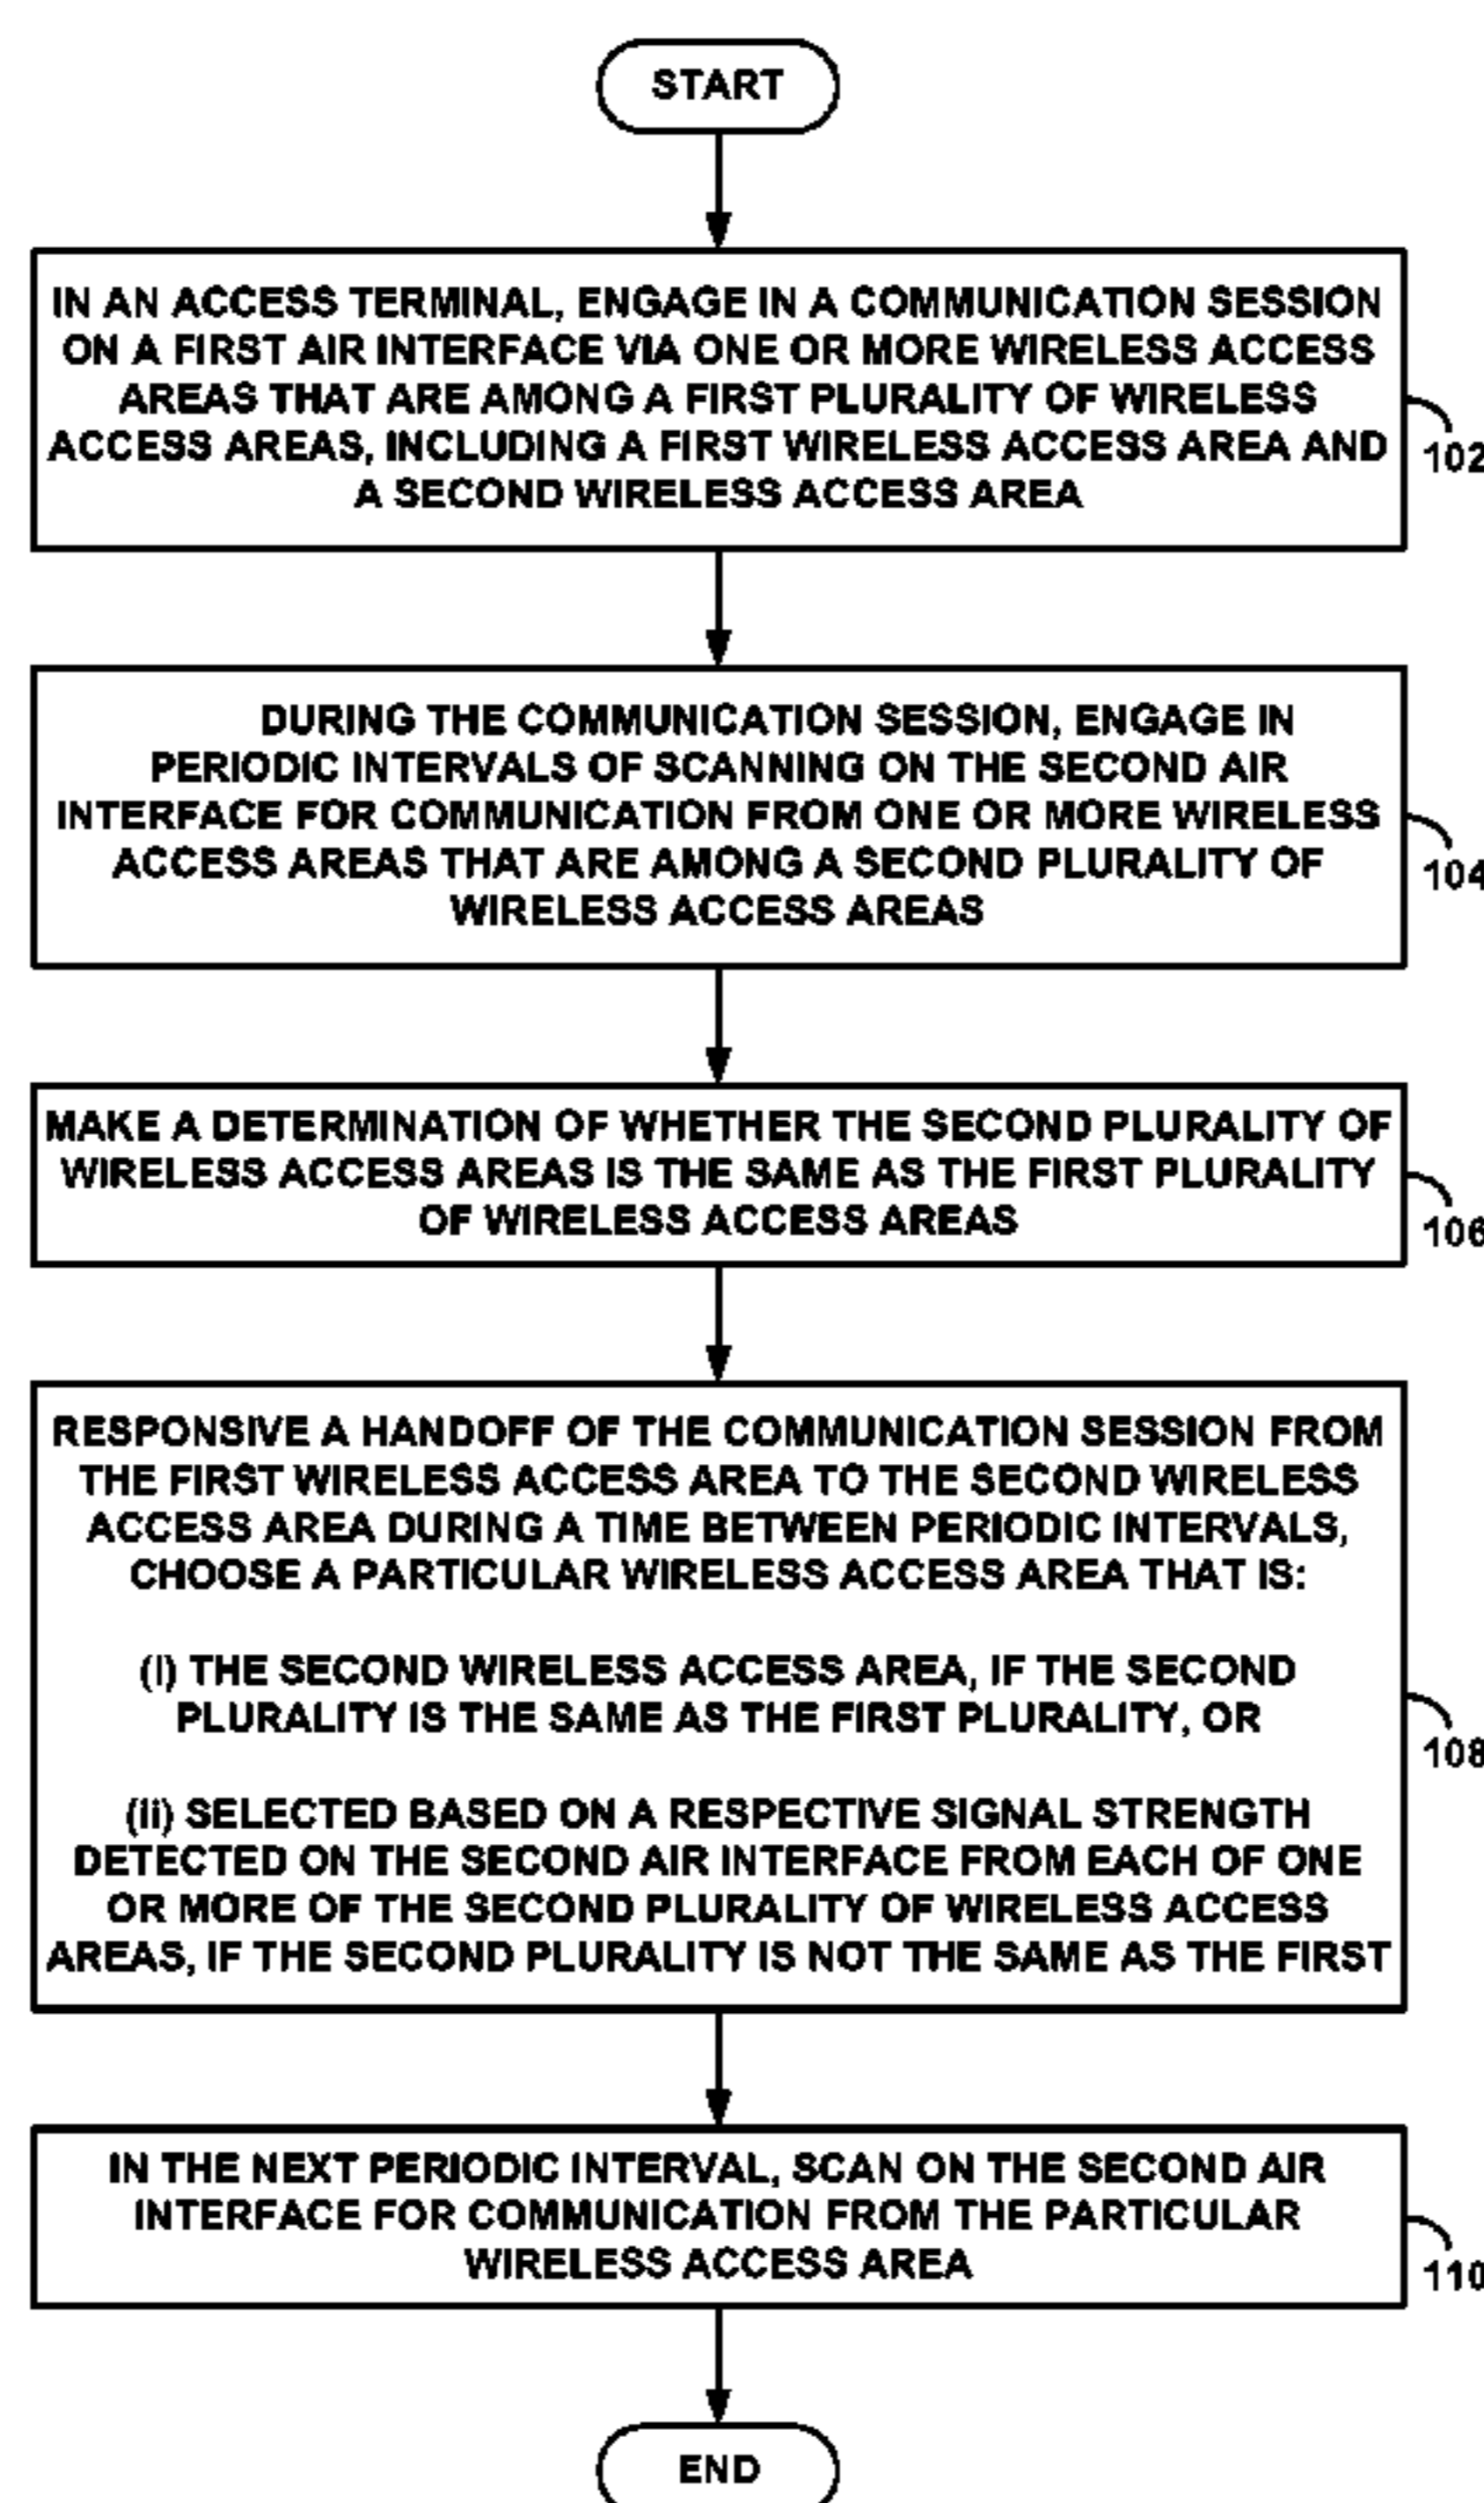 START
IN AN ACCESS TERMINAL, ENGAGE IN A COMMUNICATION SESSION
ON A FIRST AIR INTERFACE VIA ONE OR MORE WIRELESS ACCESS
AREAS THAT ARE AMONG A FIRST PLURALITY OF WIRELESS
ACCESS AREAS, INCLUDING A FIRST WIRELESS ACCESS AREA AND
A SECOND WIRELESS ACCESS AREA
102
DURING THE COMMUNICATION SESSION, ENGAGE IN
PERIODIC INTERVALS OF SCANNING ON THE SECOND AIR
INTERFACE FOR COMMUNICATION FROM ONE OR MORE WIRELESS
ACCESS AREAS THAT ARE AMONG A SECOND PLURALITY OF
WIRELESS ACCESS AREAS
104
MAKE A DETERMINATION OF WHETHER THE SECOND PLURALITY OF
WIRELESS ACCESS AREAS IS THE SAME AS THE FIRST PLURALITY
OF WIRELESS ACCESS AREAS
106
RESPONSIVE A HANDOFF OF THE COMMUNICATION SESSION FROM
THE FIRST WIRELESS ACCESS AREA TO THE SECOND WIRELESS
ACCESS AREA DURING A TIME BETWEEN PERIODIC INTERVALS,
CHOOSE A PARTICULAR WIRELESS ACCESS AREA THAT IS:
(i) THE SECOND WIRELESS ACCESS AREA, IF THE SECOND
PLURALITY IS THE SAME AS THE FIRST PLURALITY, OR
(ii) SELECTED BASED ON A RESPECTIVE SIGNAL STRENGTH
DETECTED ON THE SECOND AIR INTERFACE FROM EACH OF ONE
OR MORE OF THE SECOND PLURALITY OF WIRELESS ACCESS
AREAS, IF THE SECOND PLURALITY IS NOT THE SAME AS THE FIRST
108
IN THE NEXT PERIODIC INTERVAL, SCAN ON THE SECOND AIR
INTERFACE FOR COMMUNICATION FROM THE PARTICULAR
WIRELESS ACCESS AREA
110
END